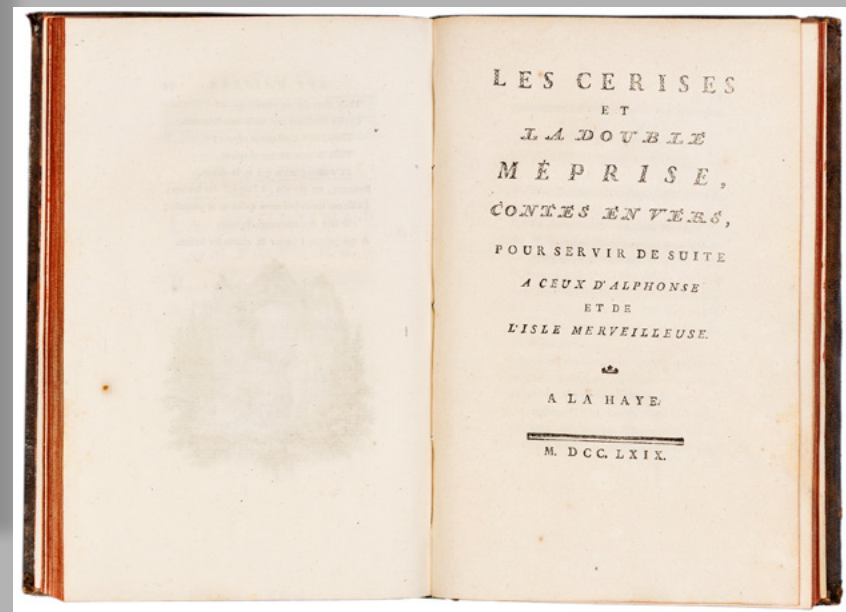 LES CERISES
ET
LA DOUBLE
MÉPRISE,
CONTES EN VERS,
POUR SERVIR DE SUITE
A CEUX D'ALPHONSE
ET DE
L'ISLE MERVEILLEUSE.
A LA HAYE.
M. DCC. LXIX.